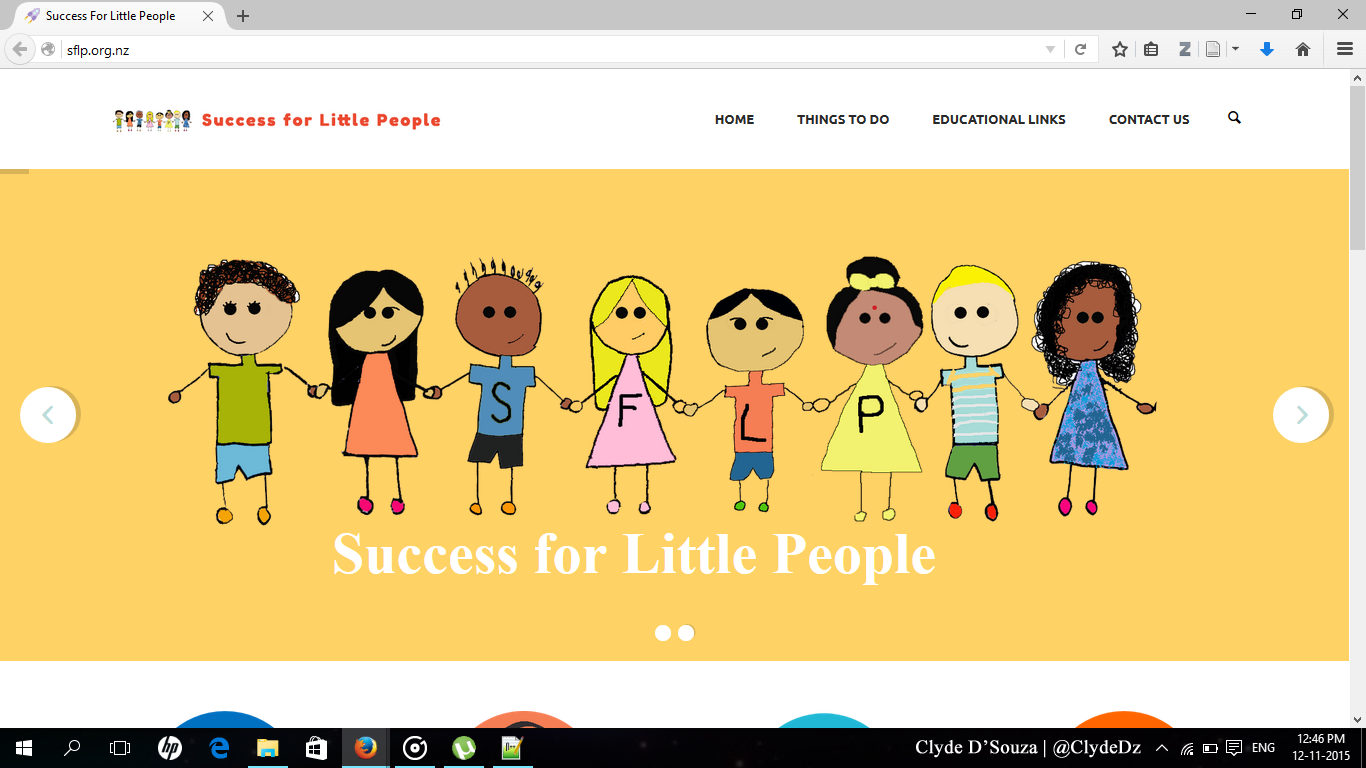 Success For Little People
sflp.org.nz
Success for Little People
HOME THINGS TO DO EDUCATIONAL LINKS CONTACT US
S F L P
Success for Little People
hp
Clyde D'Souza | @ClydeDz
ENG
12:46 PM
12-11-2015